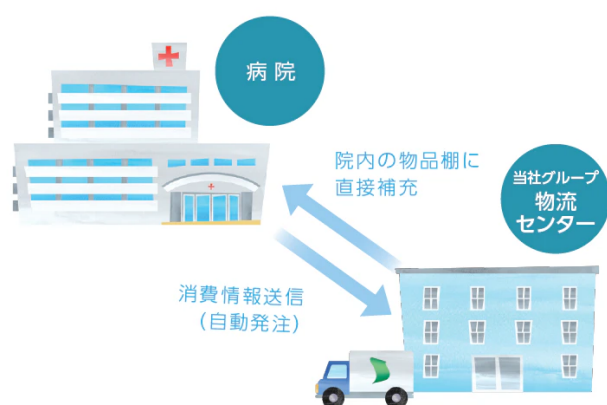 病院
院内の物品棚に
直接補充
当社グループ
物流
センター
消費情報送信
（自動発注）